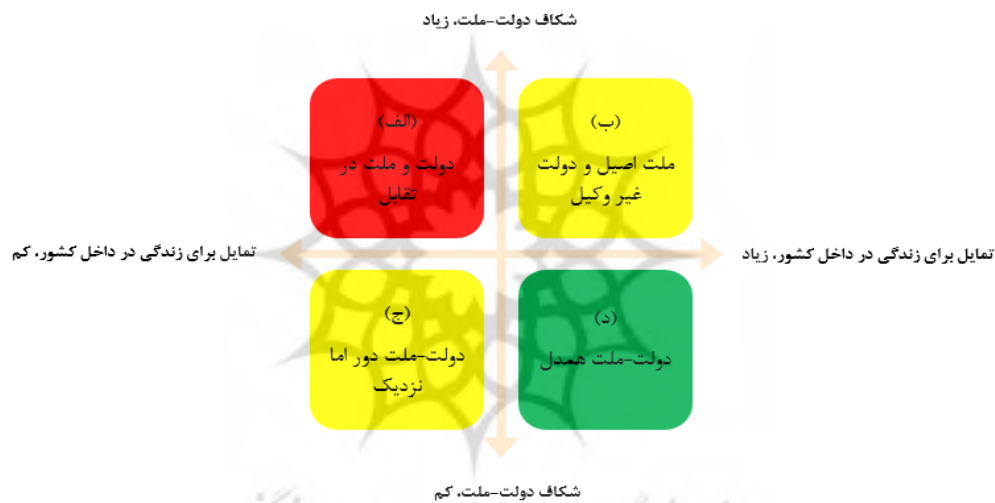 شکاف دولت-ملت، زیاد
(الف)
دولت و ملت در
تقابل
(ب)
ملت اصیل و دولت
غیر وکیل
تمایل برای زندگی در داخل کشور، کم
تمایل برای زندگی در داخل کشور، زیاد
(ج)
دولت-ملت دور اما
نزدیک
(د)
دولت-ملت همدل
شکاف دولت-ملت، کم